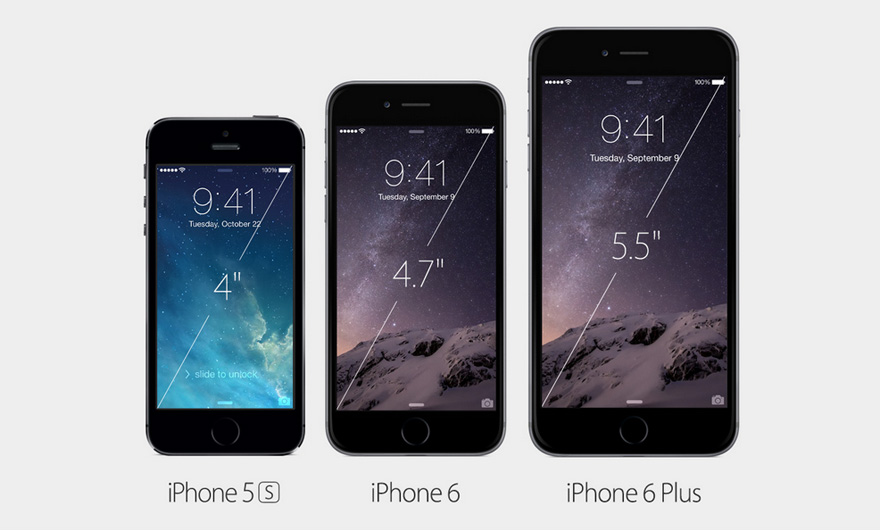 100%
9:41
Tuesday, October 22
4"
slide to unlock
iPhone 5S
100%
9:41
Tuesday, September 9
4.7"
iPhone 6
100%
9:41
Tuesday, September 9
5.5"
iPhone 6 Plus